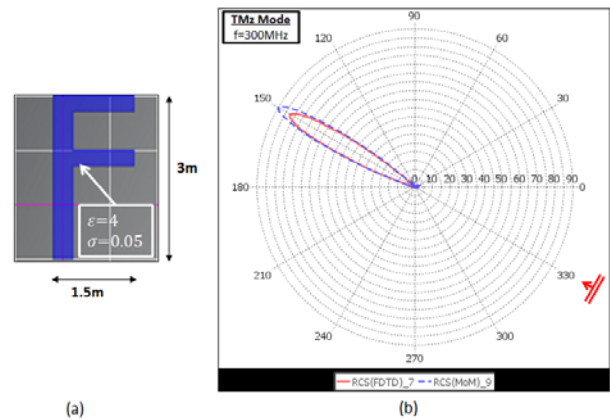 TMz Mode
f=300MHz
90
120
60
150
30
180
0 10 20 30 40 50 60 70 80 90 0
210
330
240
300
270
3m
ε=4
σ=0.05
1.5m
RCS(FDTD)_7 RCS(MoM)_9
(a) (b)